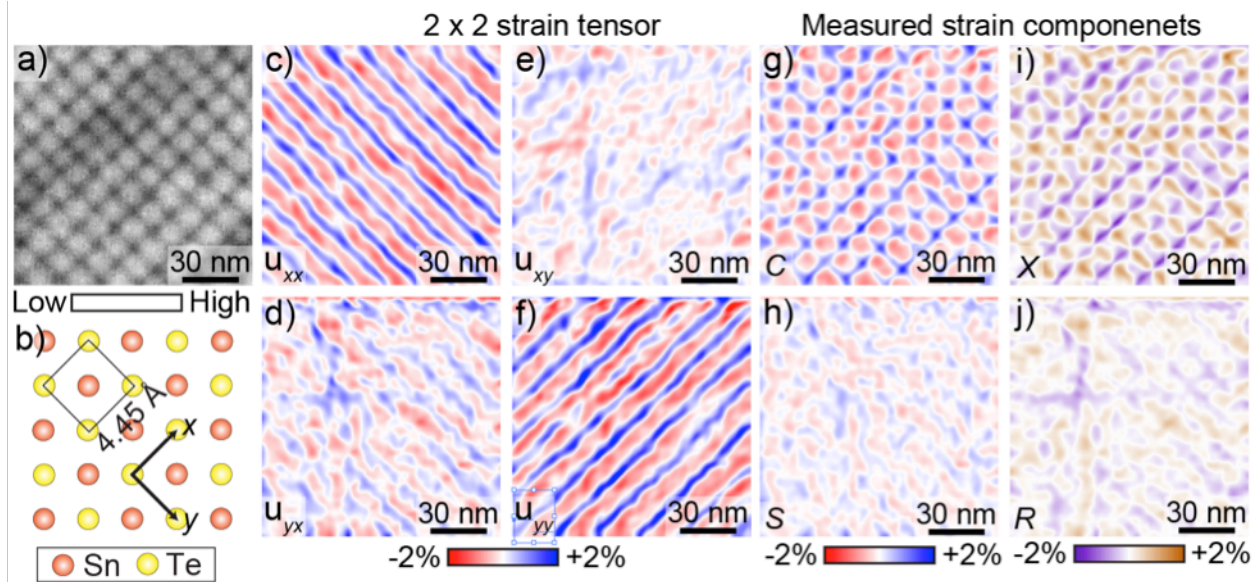 2 x 2 strain tensor
Measured strain componenets
a)
30 nm
Low High
b)
4.45 Å
x
y
Sn Te
c)
u_xx
30 nm
d)
u_yx
30 nm
e)
u_xy
30 nm
f)
u_yy
30 nm
-2% +2%
g)
C
30 nm
h)
S
30 nm
-2% +2%
i)
X
30 nm
j)
R
30 nm
-2% +2%